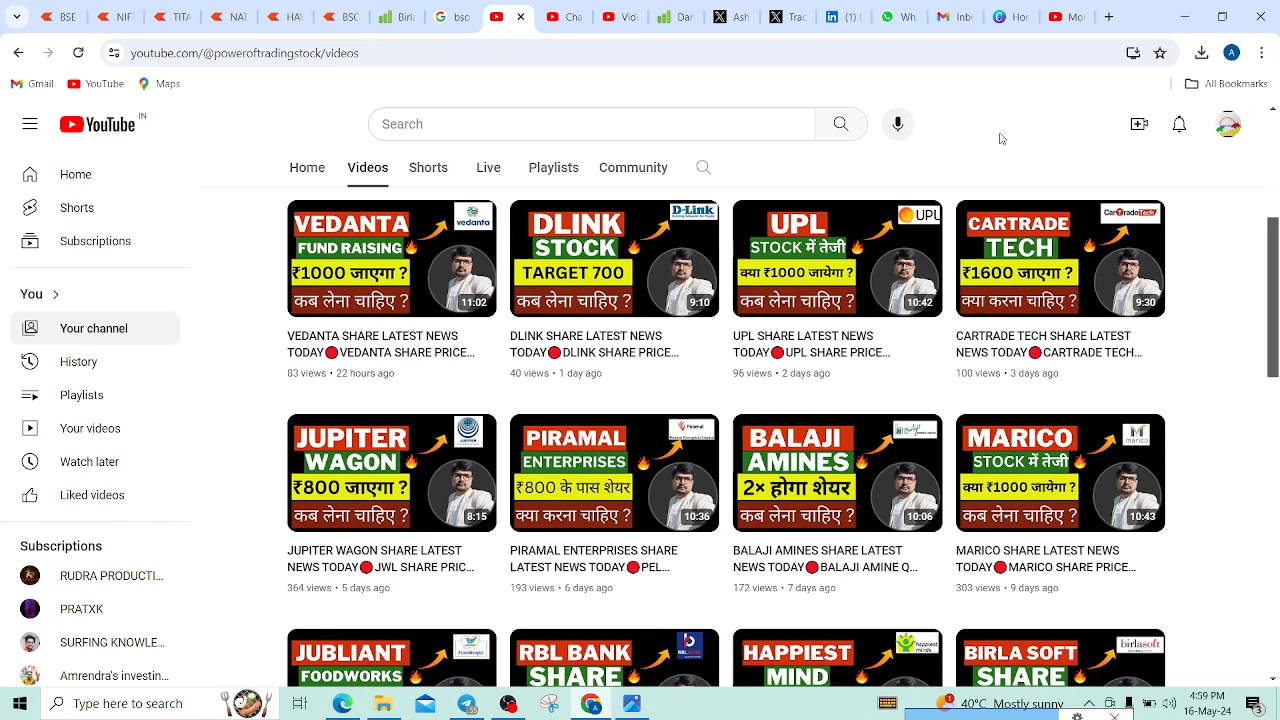 BSE
TITA
NAT
Birl
bsd
Cha
Vid
Dar
Ash
Trac
(1)
Wh
Inb
Hor
Mor
youtube.com/@poweroftradingstock/videos
A
Gmail
YouTube
Maps
All Bookmarks
YouTube IN
Search
Home
Videos
Shorts
Live
Playlists
Community
Home
Shorts
Subscriptions
You
Your channel
History
Playlists
Your videos
Watch later
Liked videos
Subscriptions
RUDRA PRODUCTI...
PRATXK
SURFING KNOWLE...
Amrendra's investin...
VEDANTA
vedanta
FUND RAISING
₹1000 जाएगा ?
कब लेना चाहिए ?
11:02
VEDANTA SHARE LATEST NEWS
TODAY🔴VEDANTA SHARE PRICE...
83 views • 22 hours ago
DLINK
D-Link
STOCK
TARGET 700
कब लेना चाहिए ?
9:10
DLINK SHARE LATEST NEWS
TODAY🔴DLINK SHARE PRICE...
40 views • 1 day ago
UPL
UPL
STOCK में तेजी
क्या ₹1000 जायेगा ?
कब लेना चाहिए ?
10:42
UPL SHARE LATEST NEWS
TODAY🔴UPL SHARE PRICE...
96 views • 2 days ago
CARTRADE
CarTradeTech
TECH
₹1600 जाएगा ?
क्या करना चाहिए ?
9:30
CARTRADE TECH SHARE LATEST
NEWS TODAY🔴CARTRADE TECH...
100 views • 3 days ago
JUPITER
JUPITER
WAGON
₹800 जाएगा ?
कब लेना चाहिए ?
8:15
JUPITER WAGON SHARE LATEST
NEWS TODAY🔴JWL SHARE PRIC...
364 views • 5 days ago
PIRAMAL
Piramal
ENTERPRISES
₹800 के पास शेयर
क्या करना चाहिए ?
10:36
PIRAMAL ENTERPRISES SHARE
LATEST NEWS TODAY🔴PEL...
193 views • 6 days ago
BALAJI
AMINES
2× होगा शेयर
कब लेना चाहिए ?
10:06
BALAJI AMINES SHARE LATEST
NEWS TODAY🔴BALAJI AMINE Q...
172 views • 7 days ago
MARICO
marico
STOCK में तेजी
क्या ₹1000 जायेगा ?
कब लेना चाहिए ?
10:43
MARICO SHARE LATEST NEWS
TODAY🔴MARICO SHARE PRICE...
303 views • 9 days ago
JUBLIANT
FOODWORKS
RBL BANK
RBLBANK
SHARE
HAPPIEST
happiest minds
MIND
BIRLA SOFT
birlasoft
SHARE
Type here to search
40°C Mostly sunny
4:59 PM
16-May-24
3